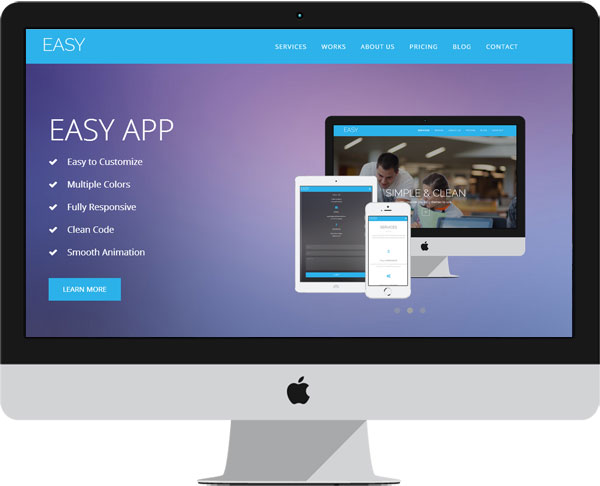 EASY
SERVICES WORKS ABOUT US PRICING BLOG CONTACT
EASY APP
Easy to Customize
Multiple Colors
Fully Responsive
Clean Code
Smooth Animation
LEARN MORE
EASY
SIMPLE & CLEAN
SERVICES